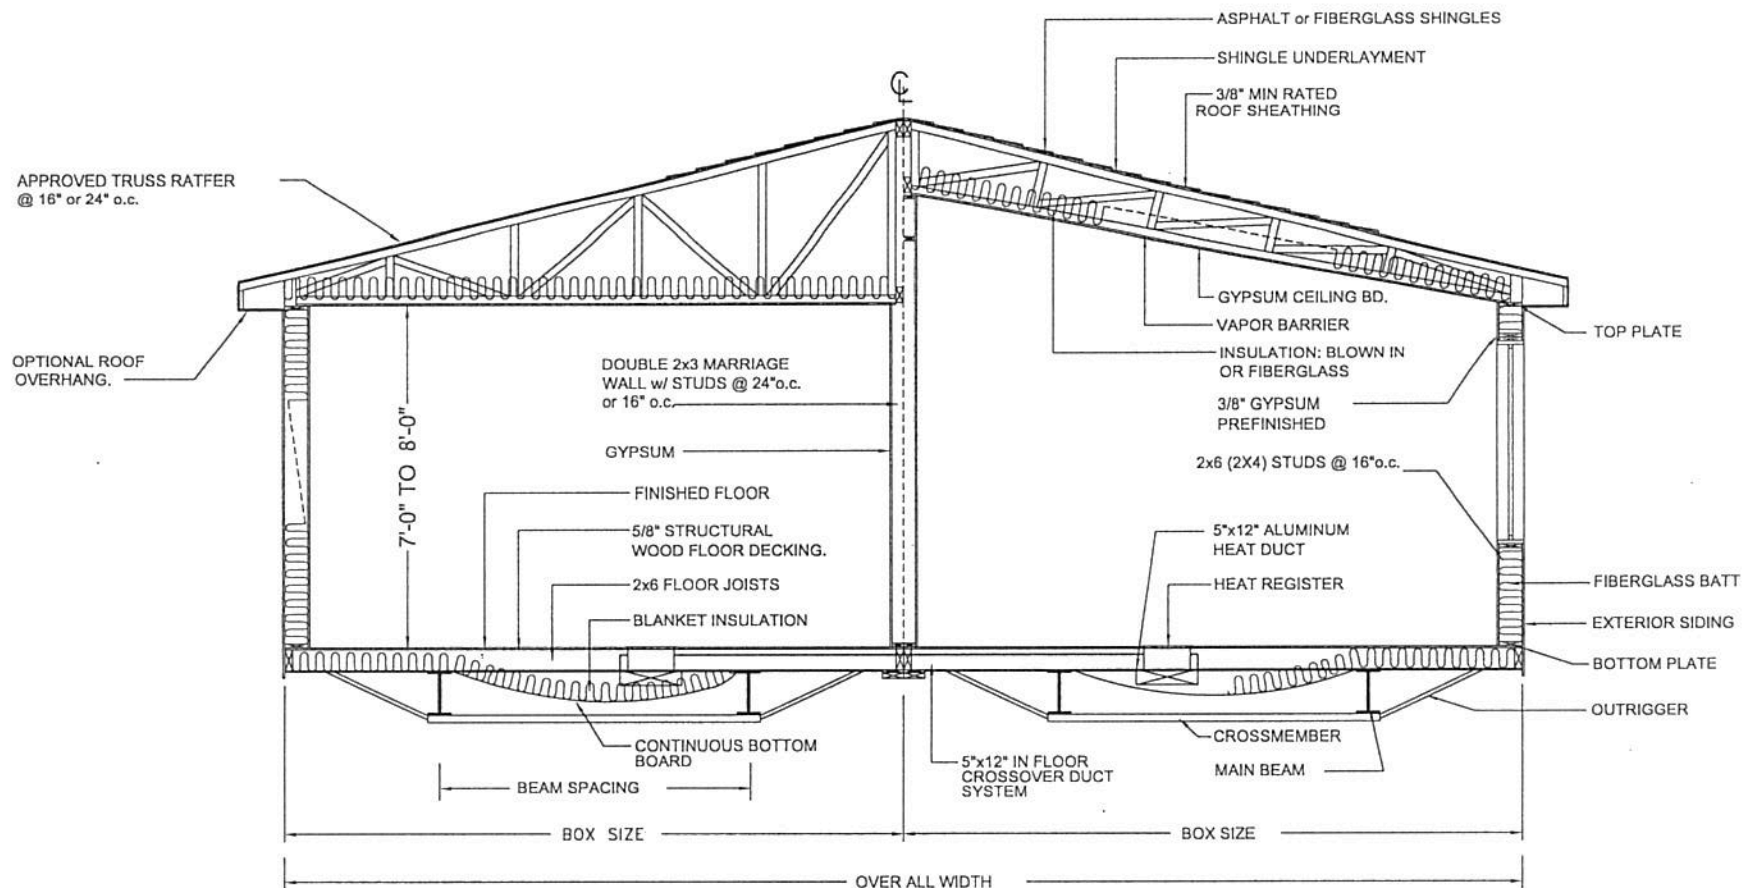 ASPHALT or FIBERGLASS SHINGLES
SHINGLE UNDERLAYMENT
3/8" MIN RATED
ROOF SHEATHING
CL
APPROVED TRUSS RATFER
@ 16" or 24" o.c.
OPTIONAL ROOF
OVERHANG.
7'-0" TO 8'-0"
DOUBLE 2x3 MARRIAGE
WALL w/ STUDS @ 24"o.c.
or 16" o.c.
GYPSUM
FINISHED FLOOR
5/8" STRUCTURAL
WOOD FLOOR DECKING.
2x6 FLOOR JOISTS
BLANKET INSULATION
GYPSUM CEILING BD.
VAPOR BARRIER
INSULATION: BLOWN IN
OR FIBERGLASS
3/8" GYPSUM
PREFINISHED
2x6 (2X4) STUDS @ 16"o.c.
5"x12" ALUMINUM
HEAT DUCT
HEAT REGISTER
TOP PLATE
FIBERGLASS BATT
EXTERIOR SIDING
BOTTOM PLATE
OUTRIGGER
CROSSMEMBER
MAIN BEAM
CONTINUOUS BOTTOM
BOARD
5"x12" IN FLOOR
CROSSOVER DUCT
SYSTEM
BEAM SPACING
BOX SIZE
BOX SIZE
OVER ALL WIDTH